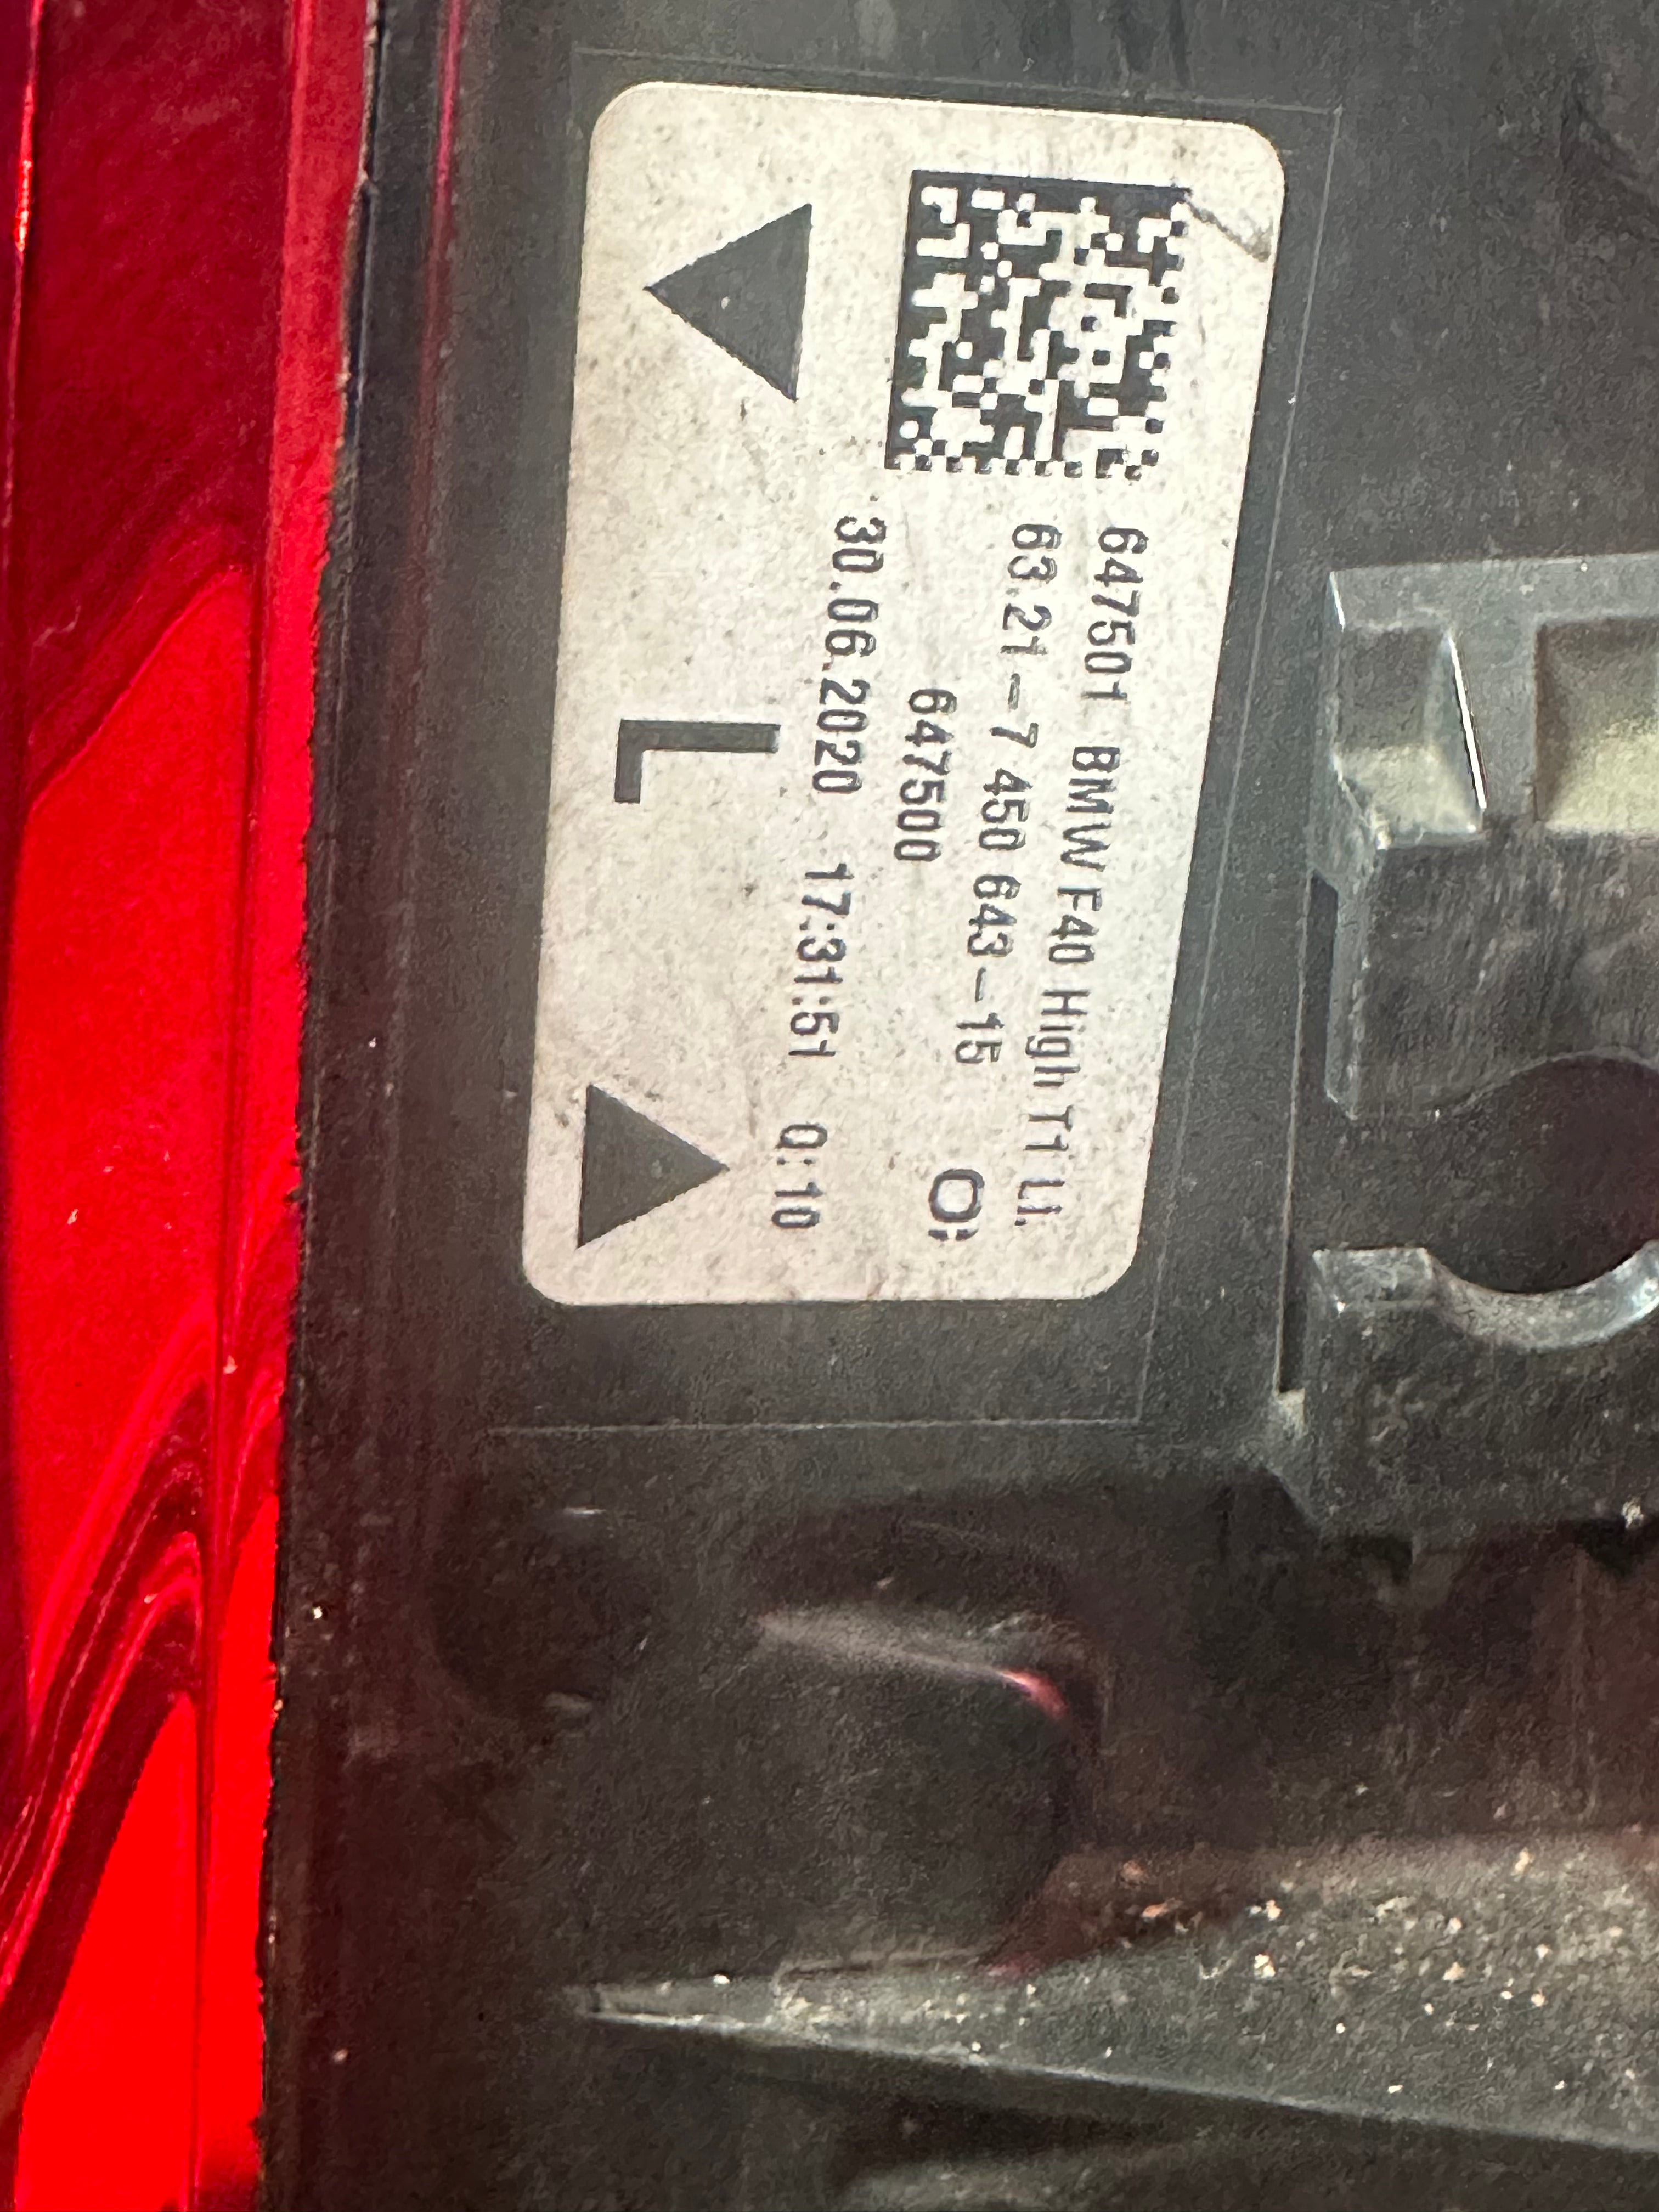 647501 BMW F40 High T1 Li.
63.21-7 450 643-15
647500
30.06.2020 17:31:51 Q:10
L